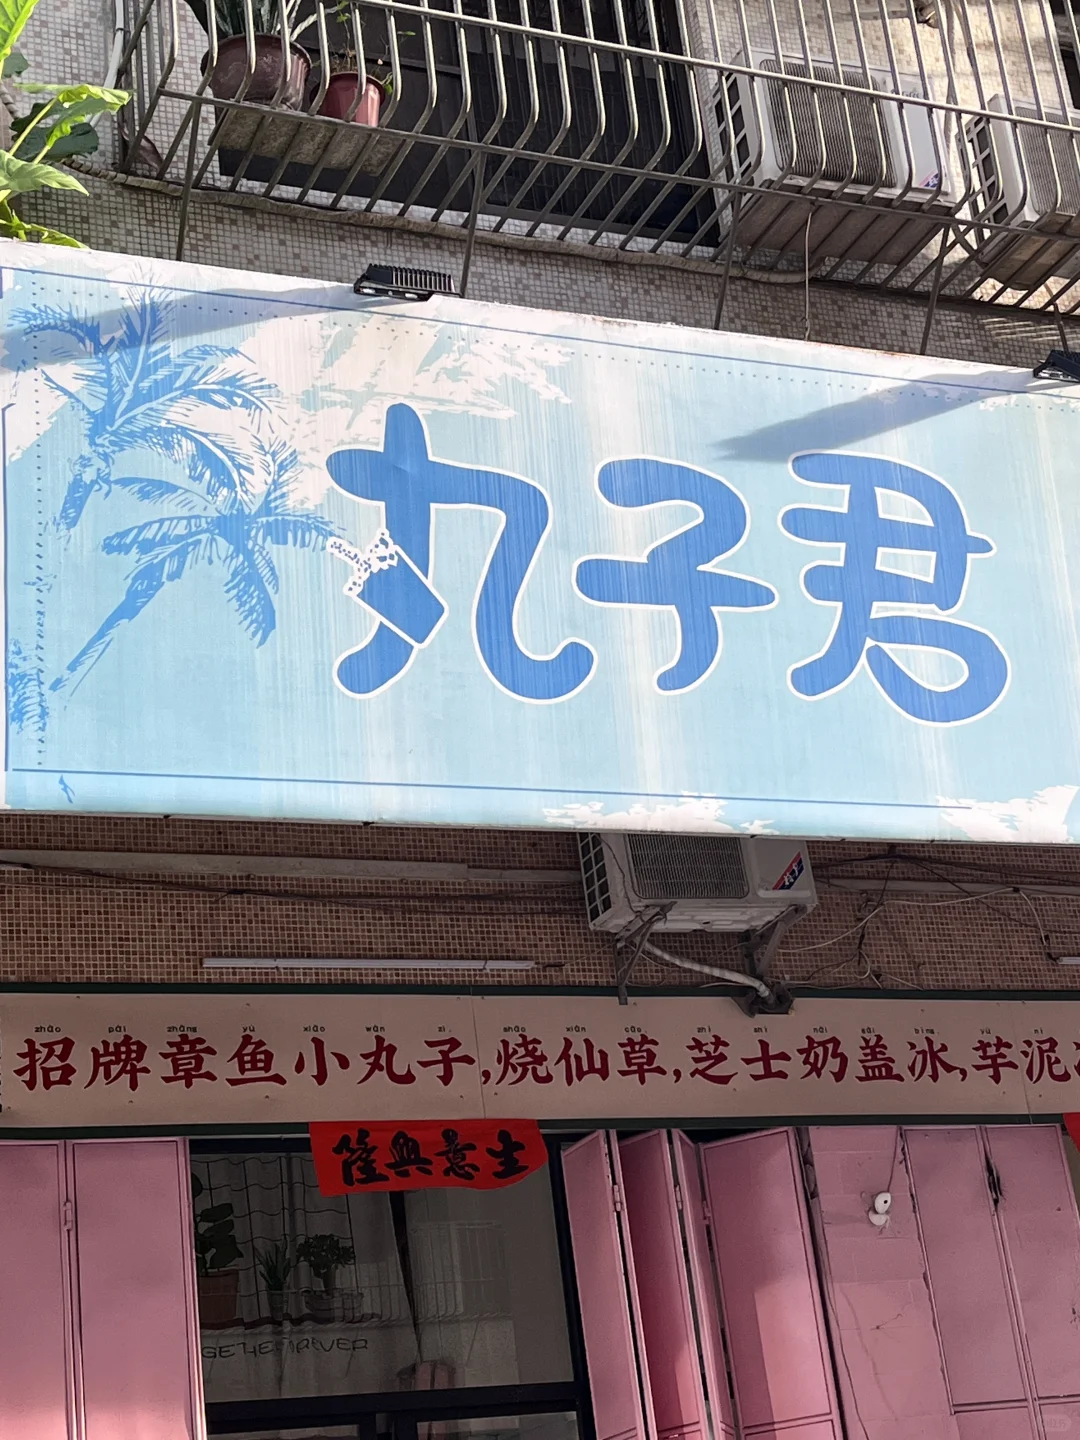 丸子君
zhāo pái zhāng yú xiǎo wán zi, shāo xiān cǎo, zhī shì nǎi gài bīng, yù ní
招牌章鱼小丸子,烧仙草,芝士奶盖冰,芋泥
生意興隆